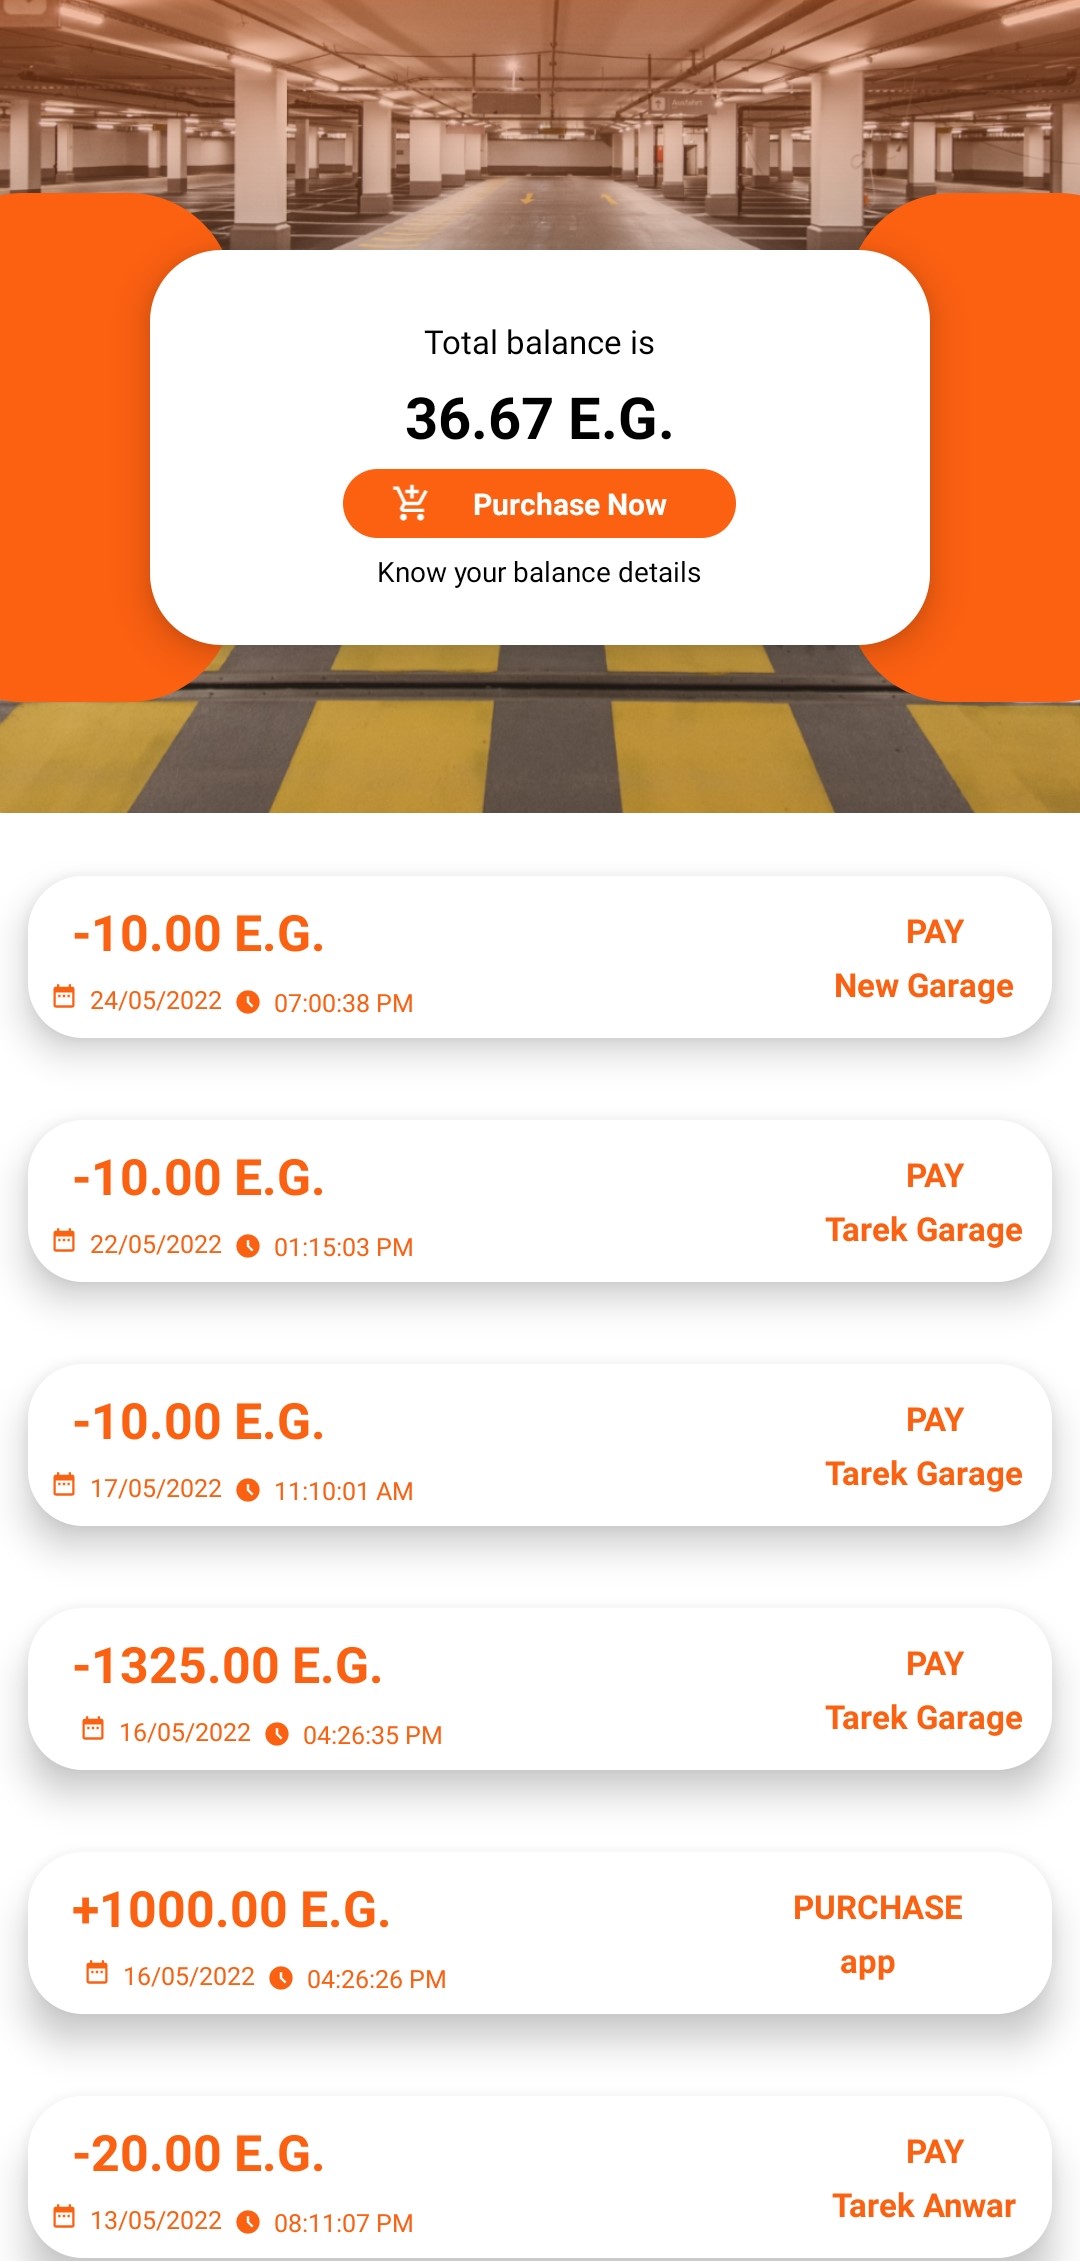 Ausfahrt
Total balance is
36.67 E.G.
Purchase Now
Know your balance details
-10.00 E.G.
PAY
24/05/2022 07:00:38 PM
New Garage
-10.00 E.G.
PAY
22/05/2022 01:15:03 PM
Tarek Garage
-10.00 E.G.
PAY
17/05/2022 11:10:01 AM
Tarek Garage
-1325.00 E.G.
PAY
16/05/2022 04:26:35 PM
Tarek Garage
+1000.00 E.G.
PURCHASE
16/05/2022 04:26:26 PM
app
-20.00 E.G.
PAY
13/05/2022 08:11:07 PM
Tarek Anwar